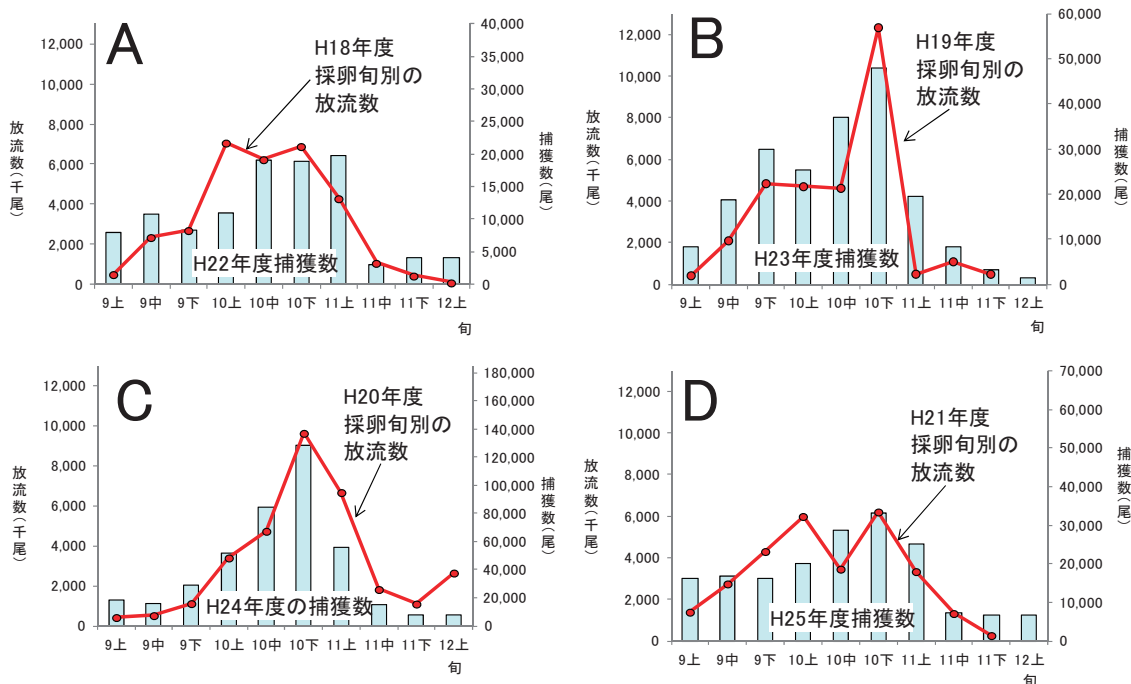 A
H18年度
採卵旬別の
放流数
H22年度捕獲数
放流数(千尾)
捕獲数(尾)
12,000
10,000
8,000
6,000
4,000
2,000
0
40,000
35,000
30,000
25,000
20,000
15,000
10,000
5,000
0
9上 9中 9下 10上 10中 10下 11上 11中 11下 12上
旬
B
H19年度
採卵旬別の
放流数
H23年度捕獲数
放流数(千尾)
捕獲数(尾)
12,000
10,000
8,000
6,000
4,000
2,000
0
60,000
50,000
40,000
30,000
20,000
10,000
0
9上 9中 9下 10上 10中 10下 11上 11中 11下 12上
旬
C
H20年度
採卵旬別の
放流数
H24年度の捕獲数
放流数(千尾)
捕獲数(尾)
12,000
10,000
8,000
6,000
4,000
2,000
0
180,000
160,000
140,000
120,000
100,000
80,000
60,000
40,000
20,000
0
9上 9中 9下 10上 10中 10下 11上 11中 11下 12上
旬
D
H21年度
採卵旬別の
放流数
H25年度捕獲数
放流数(千尾)
捕獲数(尾)
12,000
10,000
8,000
6,000
4,000
2,000
0
70,000
60,000
50,000
40,000
30,000
20,000
10,000
0
9上 9中 9下 10上 10中 10下 11上 11中 11下 12上
旬